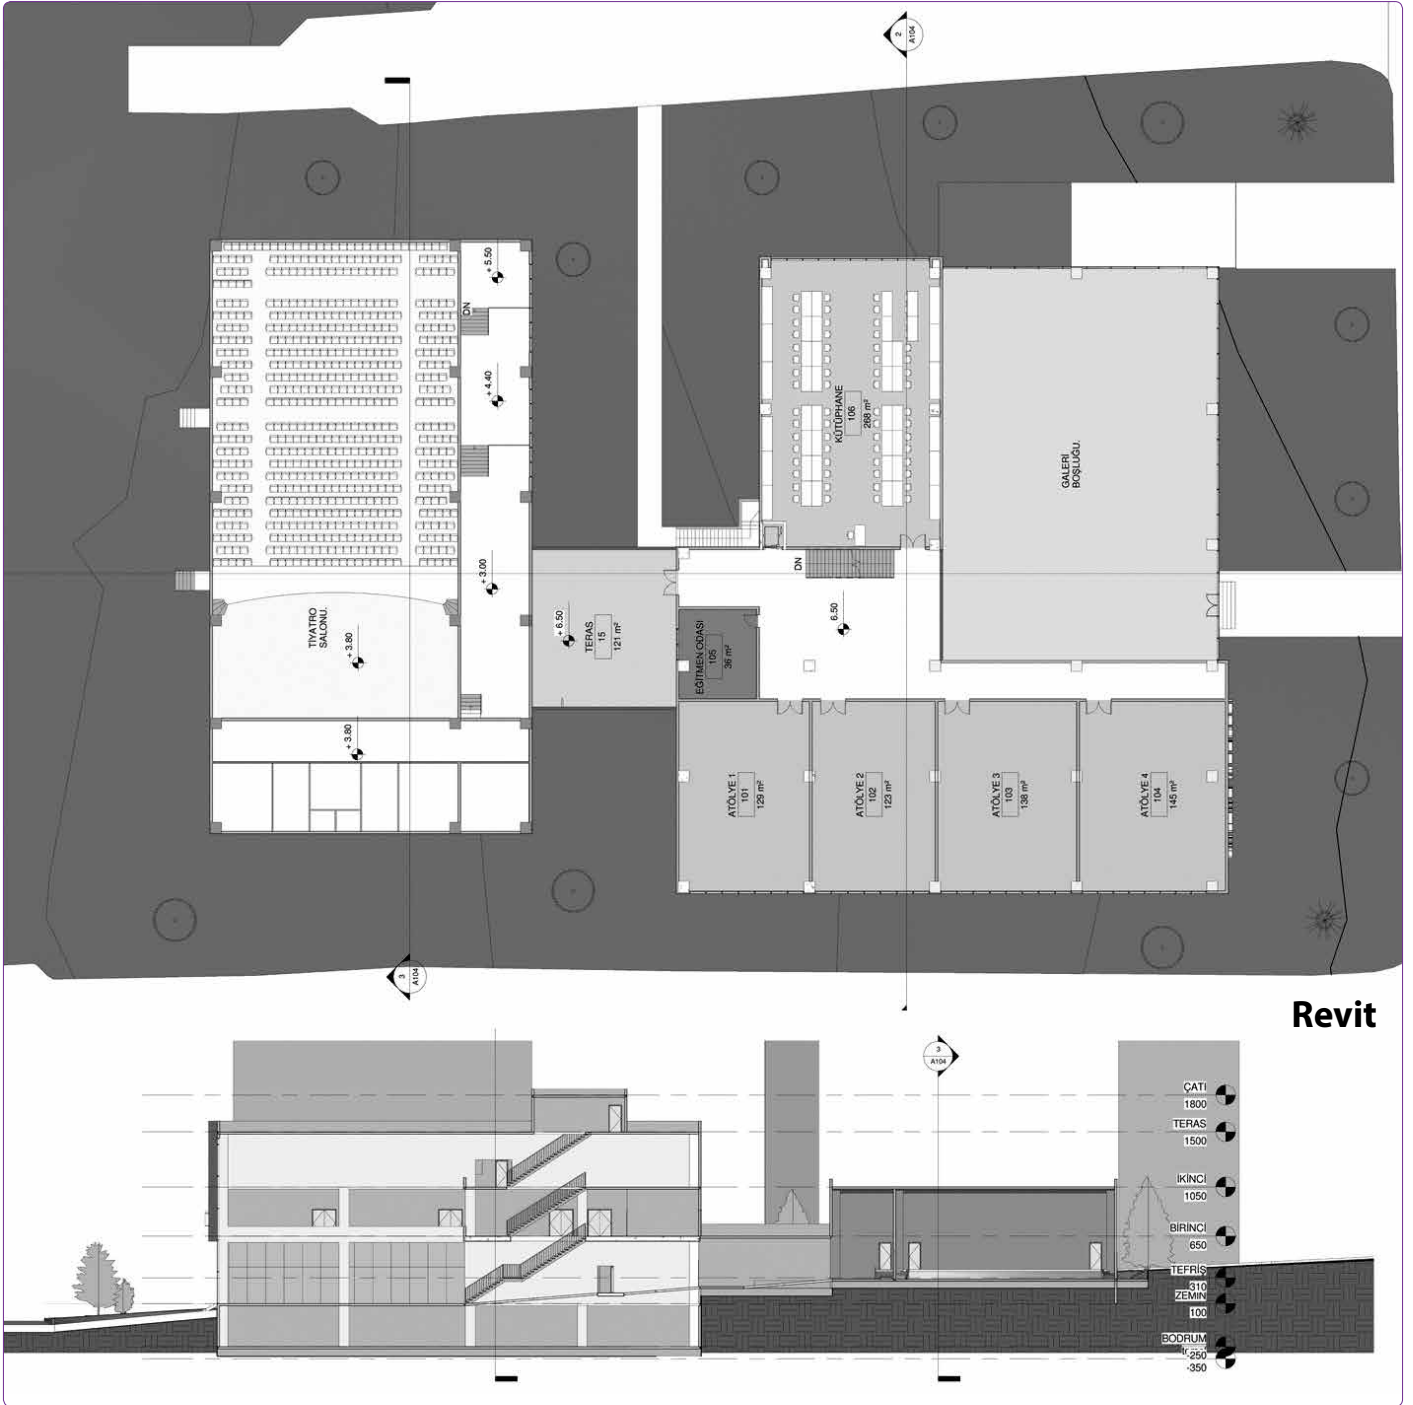 2
A104
+ 5.50
DN
+ 4.40
+ 3.00
TİYATRO
SALONU.
+ 3.80
+ 3.80
+ 6.50
TERAS
15
121 m²
KÜTÜPHANE
106
268 m²
DN
6.50
EĞİTMEN ODASI
105
36 m²
GALERİ
BOŞLUĞU.
ATÖLYE 1
101
129 m²
ATÖLYE 2
102
123 m²
ATÖLYE 3
103
138 m²
ATÖLYE 4
104
145 m²
3
A104
Revit
3
A104
ÇATI
1800
TERAS
1500
İKİNCİ
1050
BİRİNCİ
650
TEFRİŞ
310
ZEMİN
100
BODRUM
-250
-350